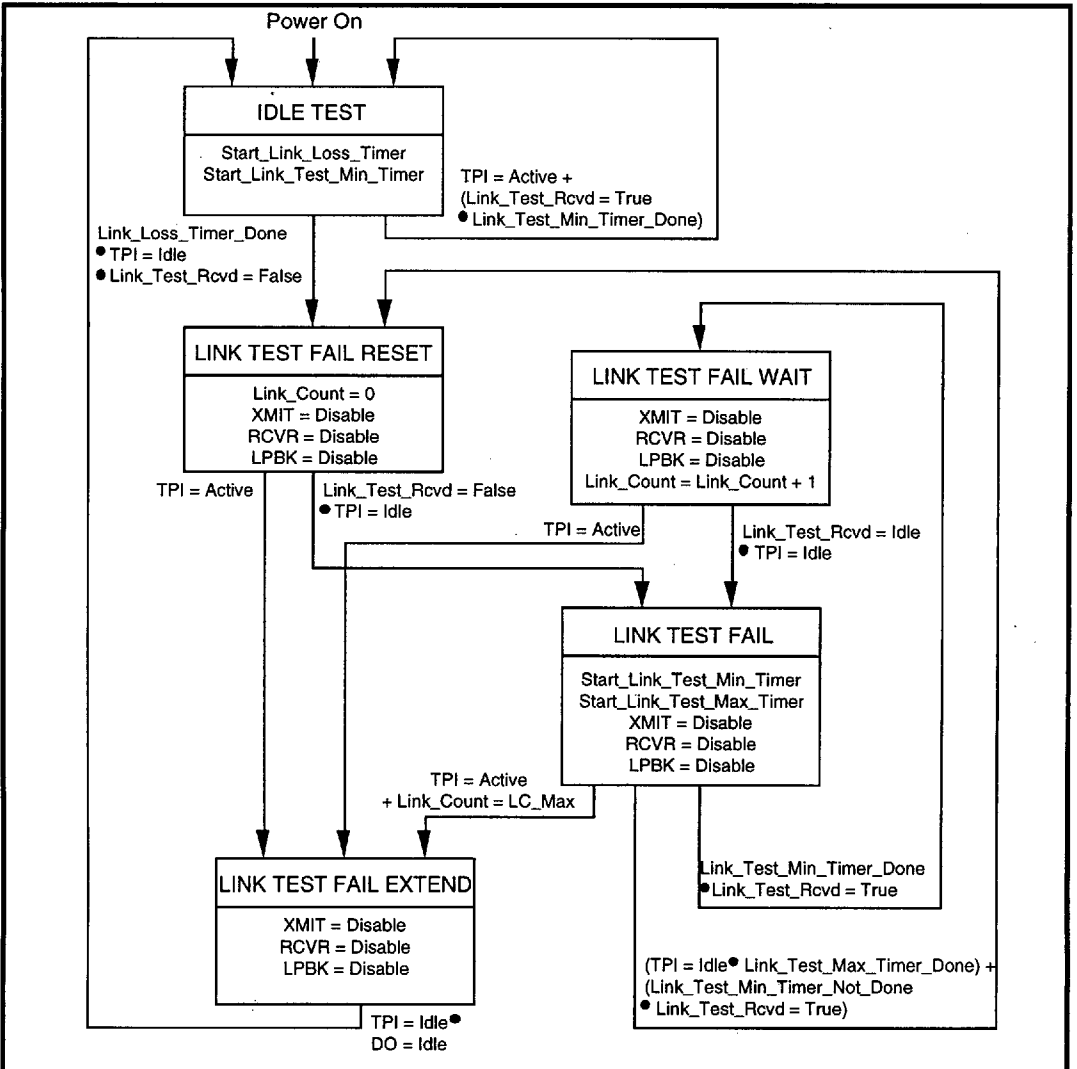 Power On
IDLE TEST
Start_Link_Loss_Timer
Start_Link_Test_Min_Timer
TPI = Active +
(Link_Test_Rcvd = True
● Link_Test_Min_Timer_Done)
Link_Loss_Timer_Done
● TPI = Idle
● Link_Test_Rcvd = False
LINK TEST FAIL RESET
Link_Count = 0
XMIT = Disable
RCVR = Disable
LPBK = Disable
LINK TEST FAIL WAIT
XMIT = Disable
RCVR = Disable
LPBK = Disable
Link_Count = Link_Count + 1
TPI = Active
Link_Test_Rcvd = False
● TPI = Idle
TPI = Active
Link_Test_Rcvd = Idle
● TPI = Idle
LINK TEST FAIL
Start_Link_Test_Min_Timer
Start_Link_Test_Max_Timer
XMIT = Disable
RCVR = Disable
LPBK = Disable
TPI = Active
+ Link_Count = LC_Max
Link_Test_Min_Timer_Done
● Link_Test_Rcvd = True
LINK TEST FAIL EXTEND
XMIT = Disable
RCVR = Disable
LPBK = Disable
(TPI = Idle ● Link_Test_Max_Timer_Done) +
(Link_Test_Min_Timer_Not_Done
● Link_Test_Rcvd = True)
TPI = Idle ●
DO = Idle